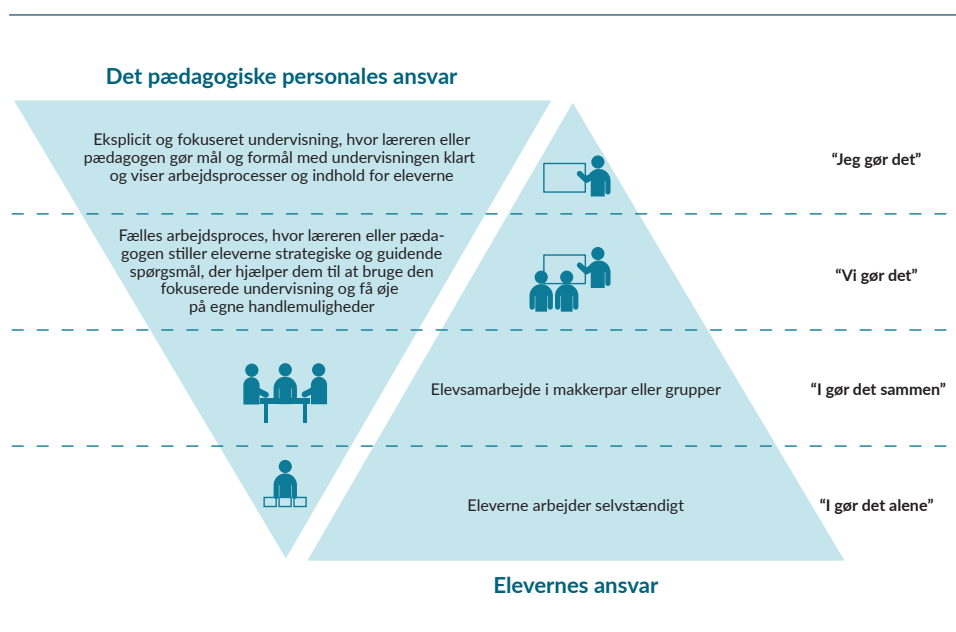 Det pædagogiske personales ansvar
Eksplicit og fokuseret undervisning, hvor læreren eller
pædagogen gør mål og formål med undervisningen klart
og viser arbejdsprocesser og indhold for eleverne
“Jeg gør det”
Fælles arbejdsproces, hvor læreren eller pæda-
gogen stiller eleverne strategiske og guidende
spørgsmål, der hjælper dem til at bruge den
fokuserede undervisning og få øje
på egne handlemuligheder
“Vi gør det”
Elevsamarbejde i makkerpar eller grupper
“I gør det sammen”
Eleverne arbejder selvstændigt
“I gør det alene”
Elevernes ansvar